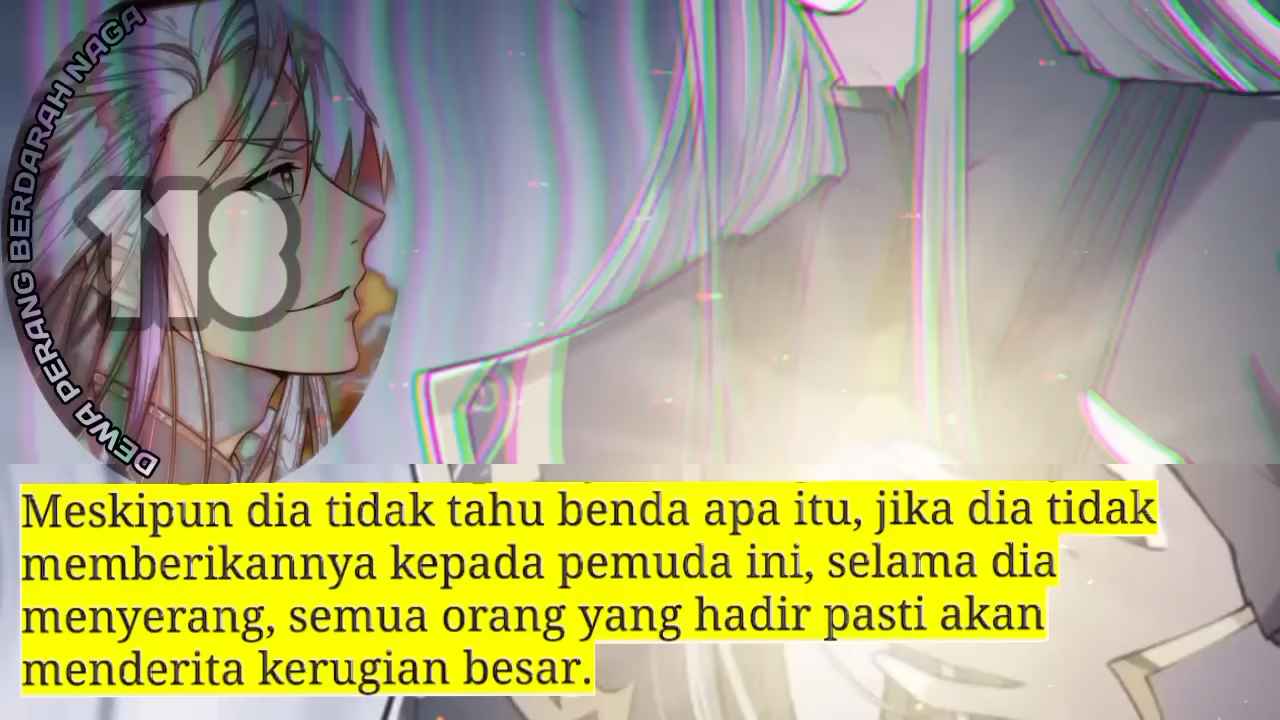 DEWA PERANG BERDARAH NAGA
118
Meskipun dia tidak tahu benda apa itu, jika dia tidak
memberikannya kepada pemuda ini, selama dia
menyerang, semua orang yang hadir pasti akan
menderita kerugian besar.